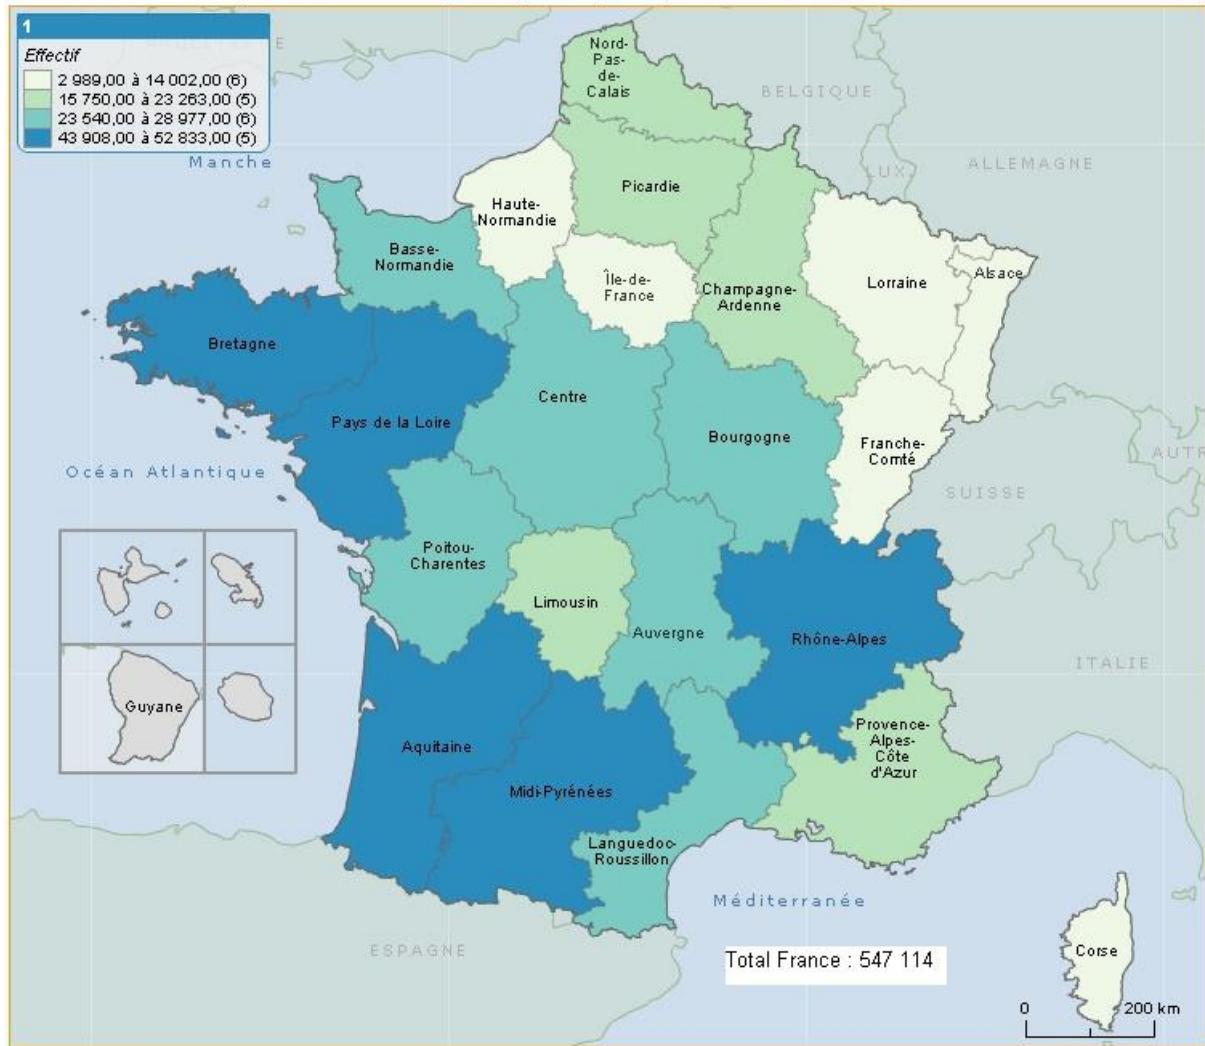 1
Effectif
2 989,00 à 14 002,00 (6)
15 750,00 à 23 263,00 (5)
23 540,00 à 28 977,00 (6)
43 908,00 à 52 833,00 (5)
Manche
BELGIQUE
LUX.
ALLEMAGNE
Nord-
Pas-
de-
Calais
Picardie
Haute-
Normandie
Basse-
Normandie
Île-de-
France
Champagne-
Ardenne
Lorraine
Alsace
Bretagne
Pays de la Loire
Centre
Bourgogne
Franche-
Comté
Océan Atlantique
SUISSE
AUTR
Poitou-
Charentes
Limousin
Auvergne
Rhône-Alpes
ITALIE
Guyane
Aquitaine
Midi-Pyrénées
Provence-
Alpes-
Côte
d'Azur
Languedoc-
Roussillon
Méditerranée
ESPAGNE
Total France : 547 114
Corse
0 200 km